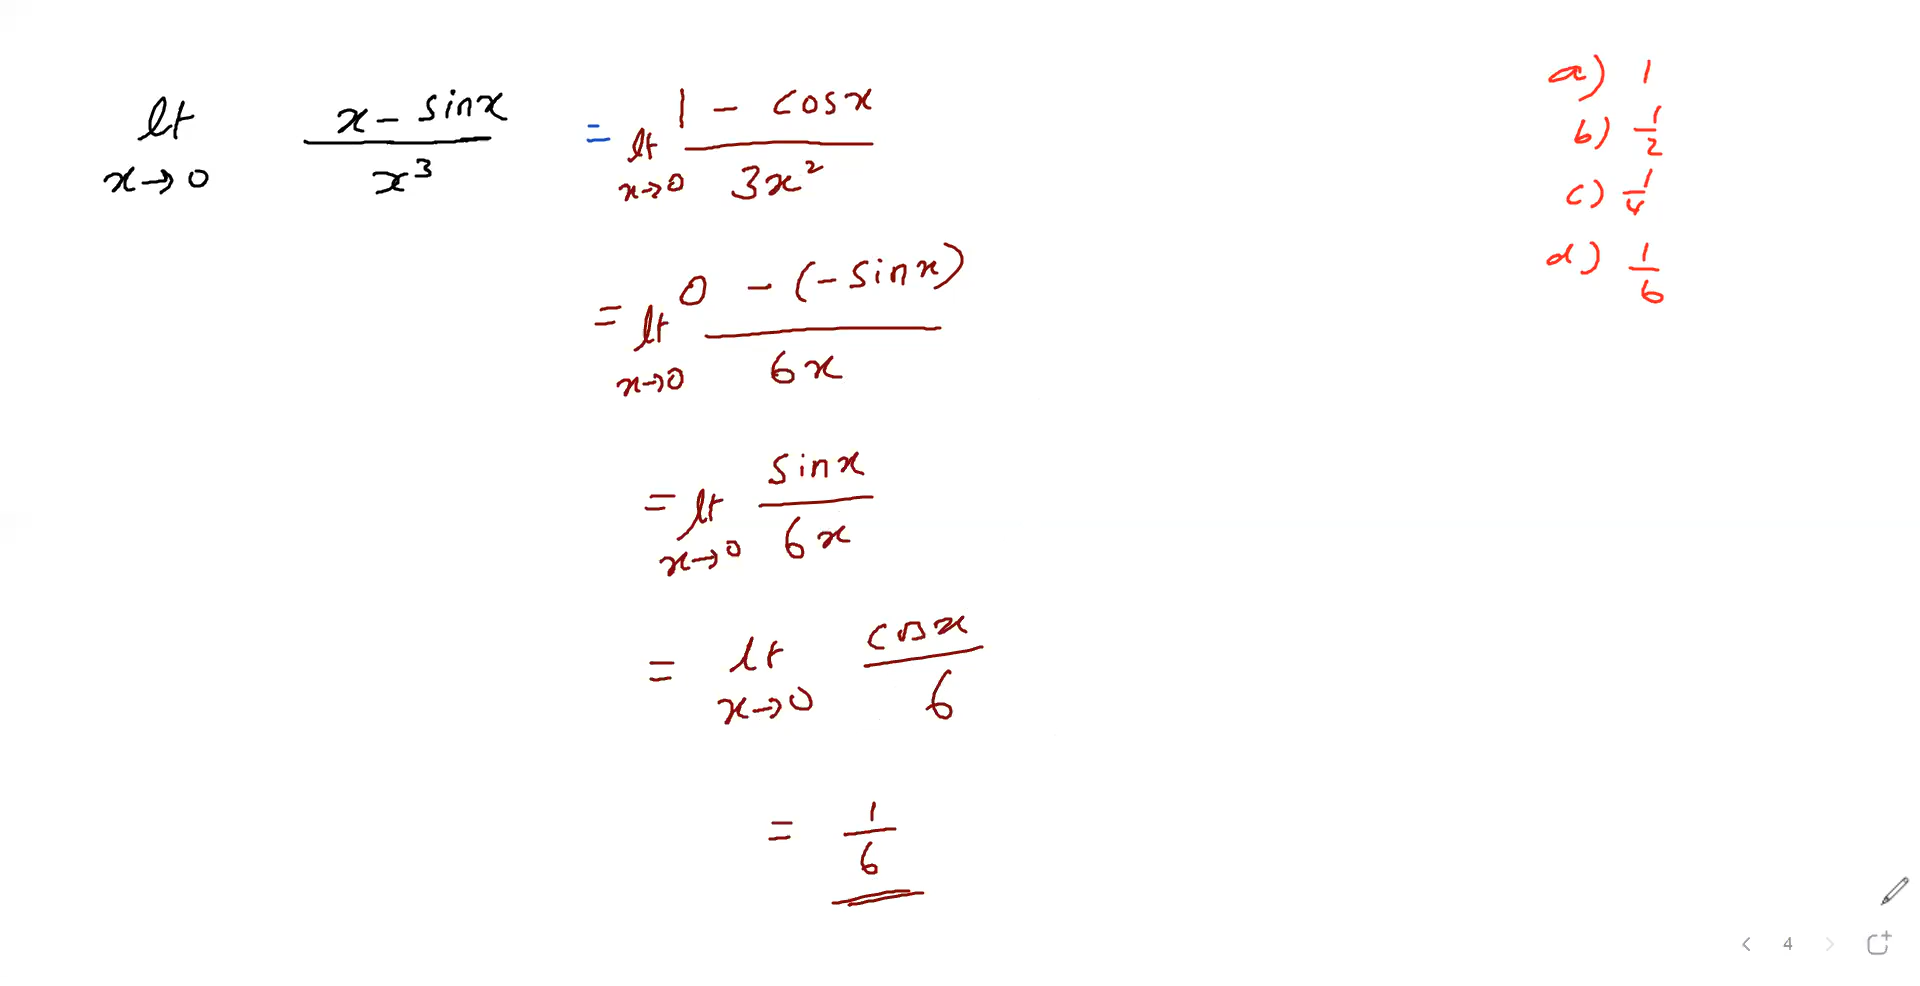 lt x→0 x - sinx / x³ = lt x→0 1 - cosx / 3x²
= lt x→0 0 - (-sinx) / 6x
= lt x→0 sinx / 6x
= lt x→0 cosx / 6
= 1/6
a) 1
b) 1/2
c) 1/4
d) 1/6
< 4 >